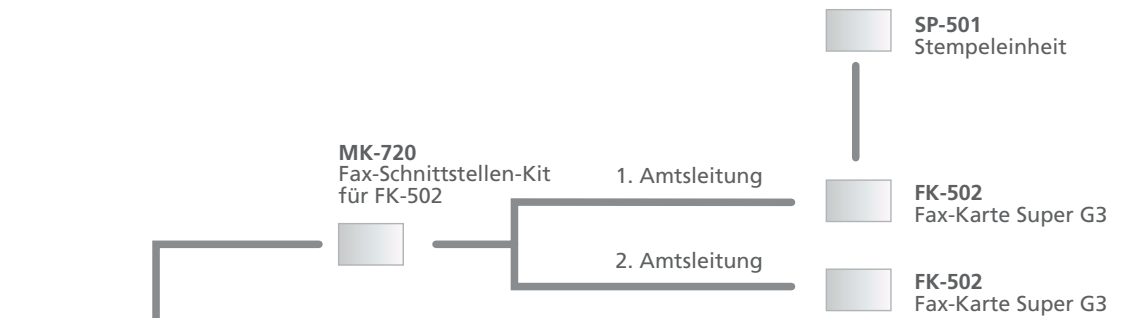 SP-501
Stempeleinheit
MK-720
Fax-Schnittstellen-Kit
für FK-502
1. Amtsleitung
FK-502
Fax-Karte Super G3
2. Amtsleitung
FK-502
Fax-Karte Super G3